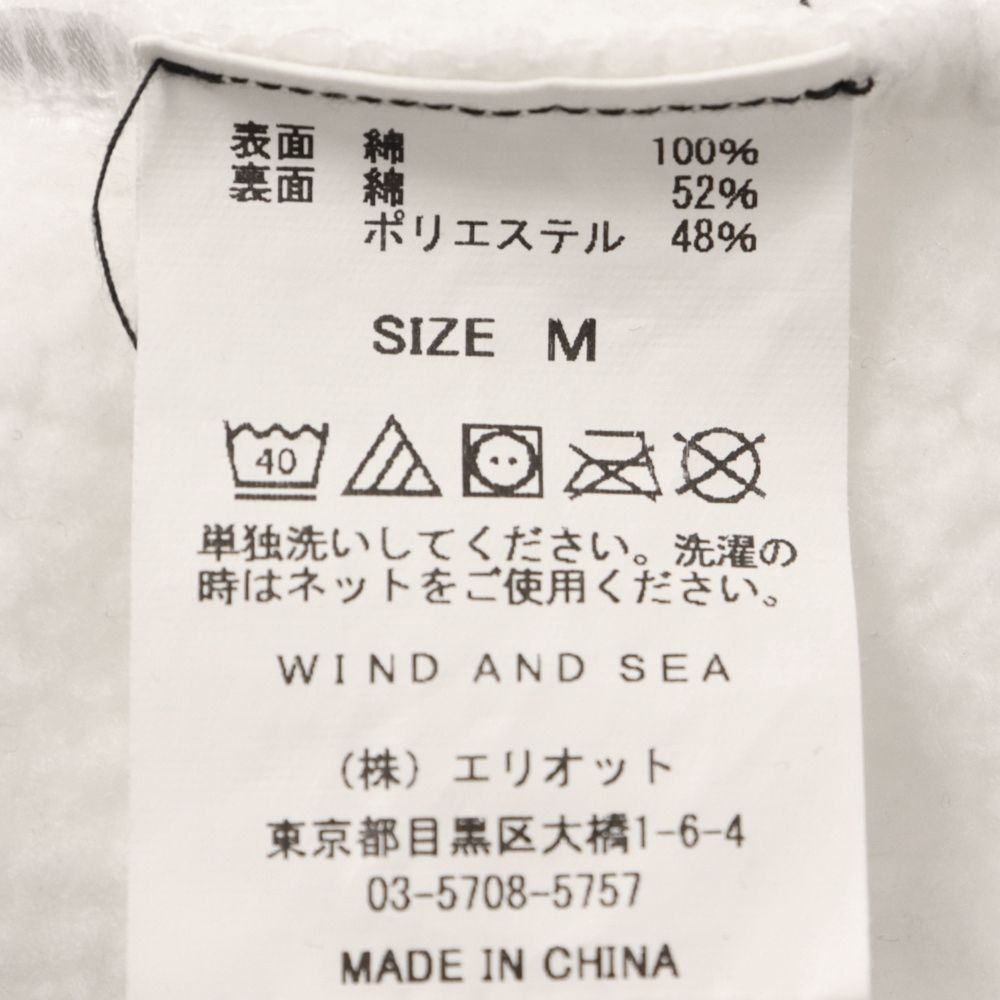 表面 綿 100%
裏面 綿 52%
ポリエステル 48%
SIZE M
40
単独洗いしてください。洗濯の
時はネットをご使用ください。
WIND AND SEA
(株) エリオット
東京都目黒区大橋1-6-4
03-5708-5757
MADE IN CHINA